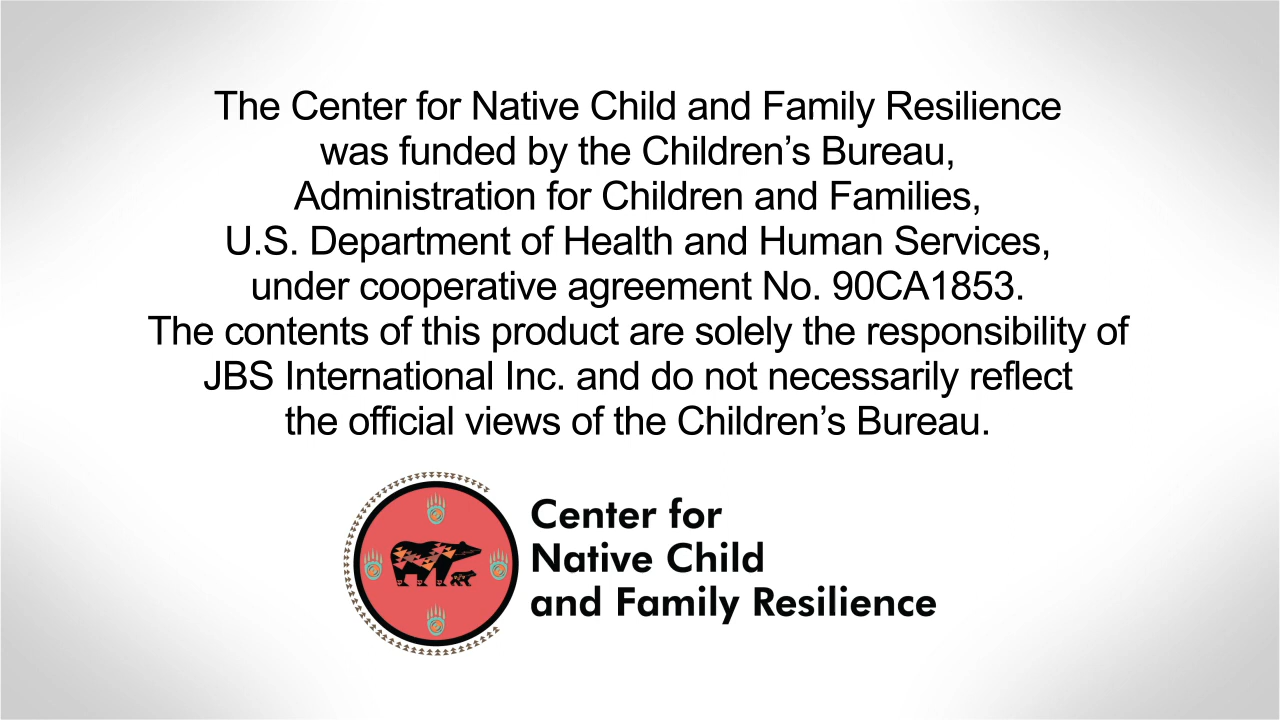 The Center for Native Child and Family Resilience
was funded by the Children’s Bureau,
Administration for Children and Families,
U.S. Department of Health and Human Services,
under cooperative agreement No. 90CA1853.
The contents of this product are solely the responsibility of
JBS International Inc. and do not necessarily reflect
the official views of the Children’s Bureau.
Center for
Native Child
and Family Resilience